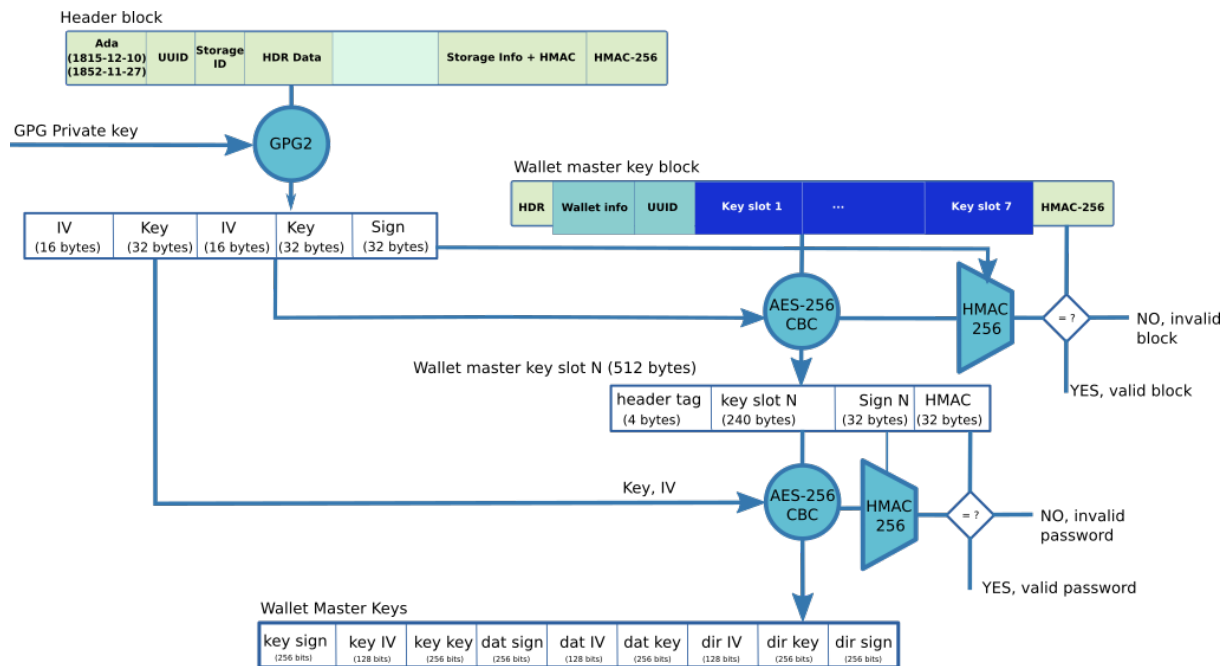 Header block
Ada
(1815-12-10)
(1852-11-27)
UUID
Storage
ID
HDR Data
Storage Info + HMAC
HMAC-256
GPG Private key
GPG2
Wallet master key block
HDR
Wallet info
UUID
Key slot 1
...
Key slot 7
HMAC-256
IV
(16 bytes)
Key
(32 bytes)
IV
(16 bytes)
Key
(32 bytes)
Sign
(32 bytes)
AES-256
CBC
HMAC
256
= ?
NO, invalid
block
YES, valid block
Wallet master key slot N (512 bytes)
header tag
(4 bytes)
key slot N
(240 bytes)
Sign N
(32 bytes)
HMAC
(32 bytes)
Key, IV
AES-256
CBC
HMAC
256
= ?
NO, invalid
password
YES, valid password
Wallet Master Keys
key sign
(256 bits)
key IV
(128 bits)
key key
(256 bits)
dat sign
(256 bits)
dat IV
(128 bits)
dat key
(256 bits)
dir IV
(128 bits)
dir key
(256 bits)
dir sign
(256 bits)